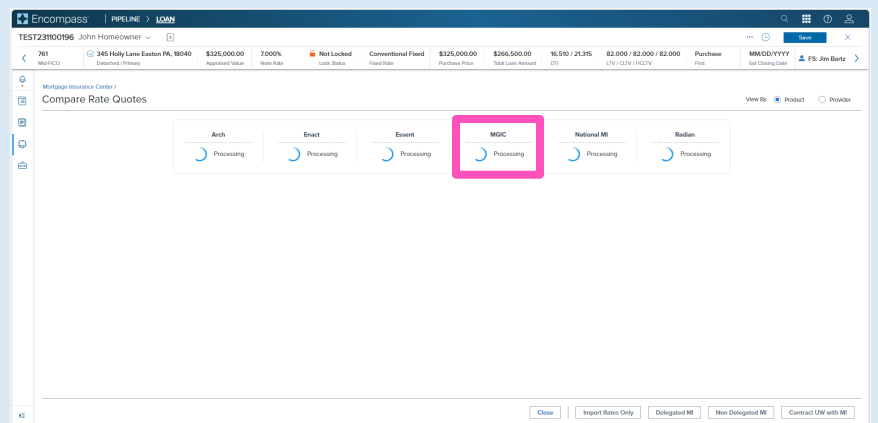 Encompass PIPELINE > LOAN
TEST231100196 John Homeowner
Save
761 345 Holly Lane Easton PA, 18040 $325,000.00 7.000% Not Locked Conventional Fixed $325,000.00 $266,500.00 16.510 / 21.315 82.000 / 82.000 / 82.000 Purchase MM/DD/YYYY FS: Jim Bartz
Mid-FICO Detached | Primary Appraised Value Note Rate Lock Status Fixed Rate Purchase Price Total Loan Amount DTI LTV / CLTV / HCLTV First Est Closing Date
Mortgage Insurance Center /
Compare Rate Quotes View By Product Provider
Arch Enact Essent MGIC National MI Radian
Processing Processing Processing Processing Processing Processing
Close Import Rates Only Delegated MI Non Delegated MI Contract UW with MI